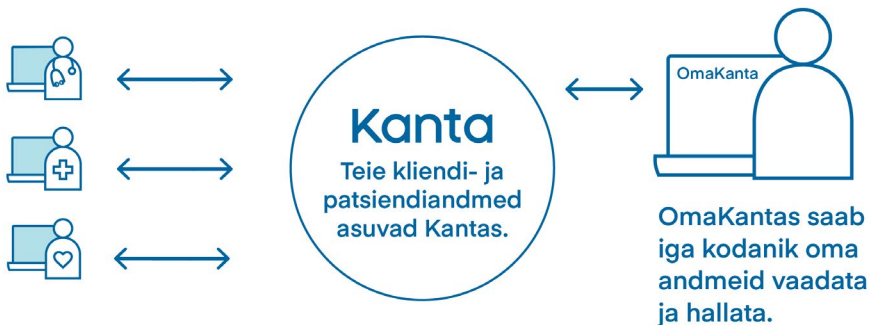 Kanta
Teie kliendi- ja
patsiendiandmed
asuvad Kantas.
OmaKanta
OmaKantas saab
iga kodanik oma
andmeid vaadata
ja hallata.